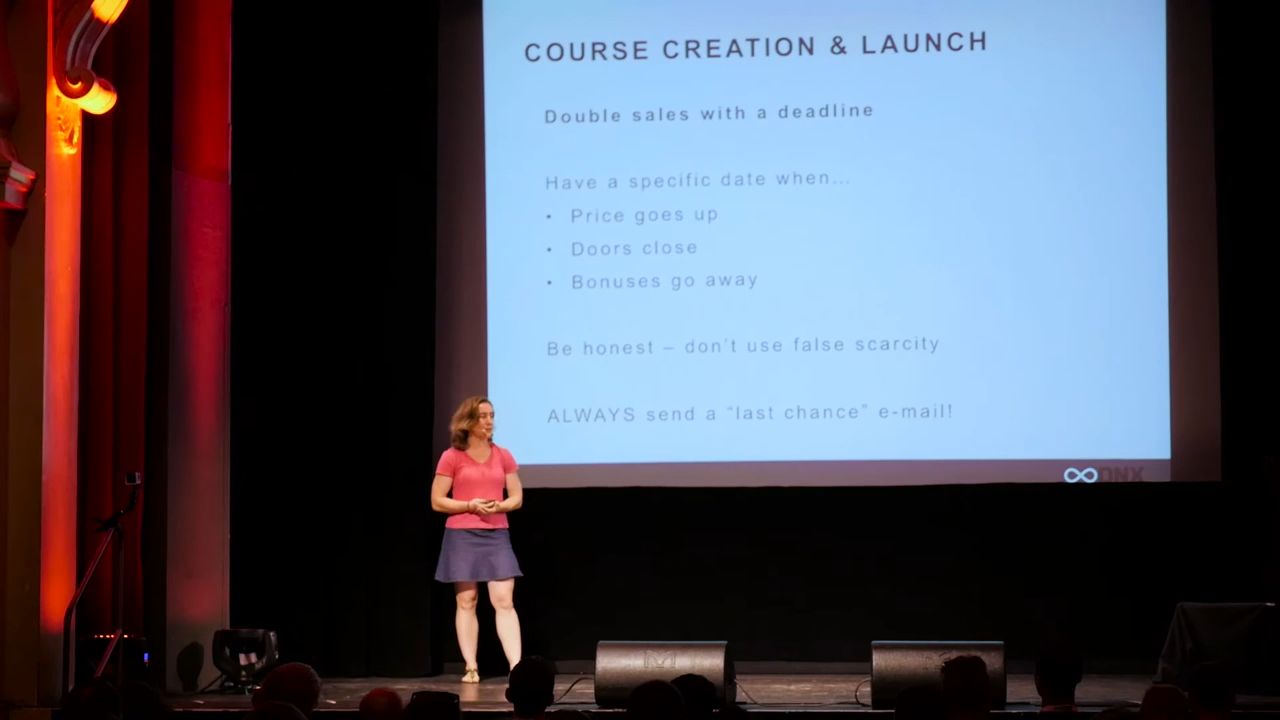 COURSE CREATION & LAUNCH
Double sales with a deadline
Have a specific date when...
• Price goes up
• Doors close
• Bonuses go away
Be honest – don't use false scarcity
ALWAYS send a "last chance" e-mail!
DNX